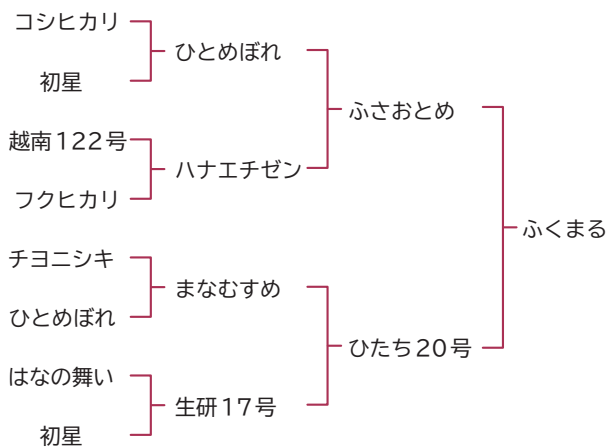 コシヒカリ
ひとめぼれ
初星
ふさおとめ
越南122号
ハナエチゼン
フクヒカリ
ふくまる
チヨニシキ
まなむすめ
ひとめぼれ
ひたち20号
はなの舞い
生研17号
初星